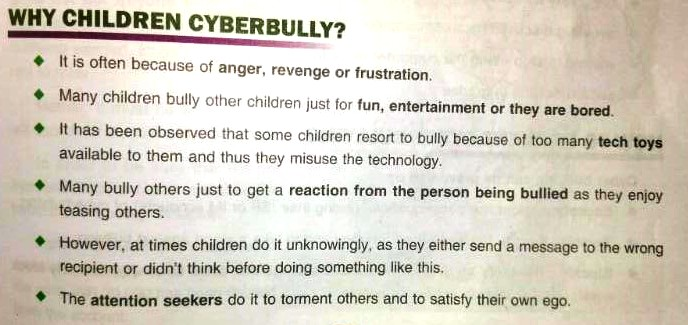 WHY CHILDREN CYBERBULLY?
◆ It is often because of anger, revenge or frustration.
◆ Many children bully other children just for fun, entertainment or they are bored.
◆ It has been observed that some children resort to bully because of too many tech toys
available to them and thus they misuse the technology.
◆ Many bully others just to get a reaction from the person being bullied as they enjoy
teasing others.
◆ However, at times children do it unknowingly, as they either send a message to the wrong
recipient or didn't think before doing something like this.
◆ The attention seekers do it to torment others and to satisfy their own ego.